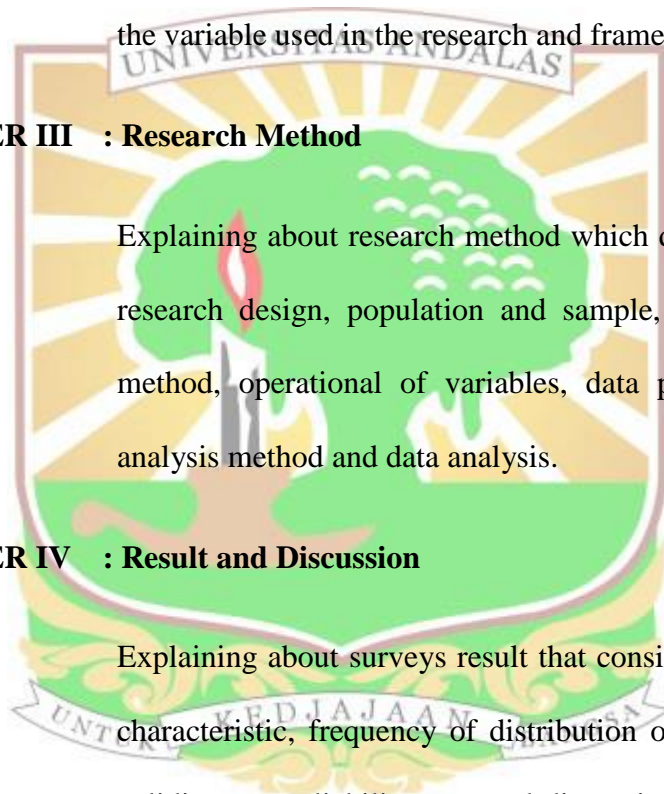 the variable used in the research and frame
UNIVERSITAS ANDALAS
ER III : Research Method
Explaining about research method which
research design, population and sample,
method, operational of variables, data
analysis method and data analysis.
ER IV : Result and Discussion
Explaining about surveys result that consi
UNTUK KEDJAJAAN BANGSA
characteristic, frequency of distribution